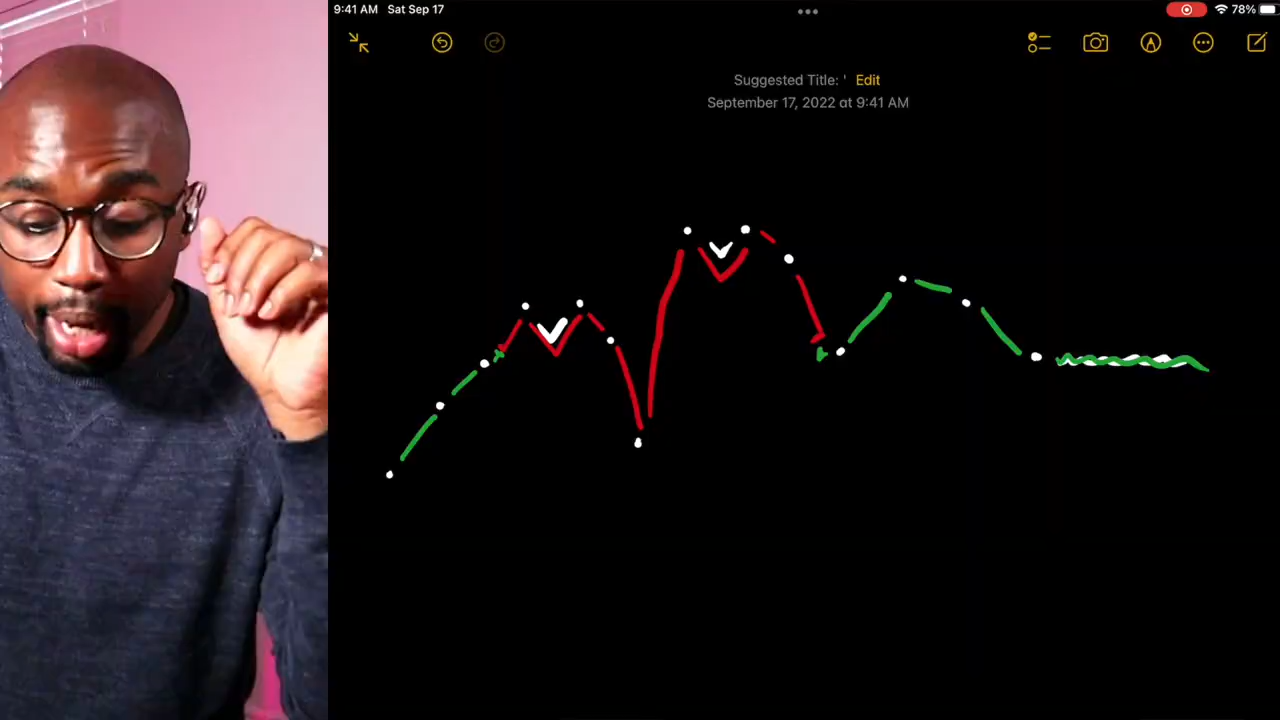 9:41 AM Sat Sep 17
78%
Suggested Title: ' Edit
September 17, 2022 at 9:41 AM